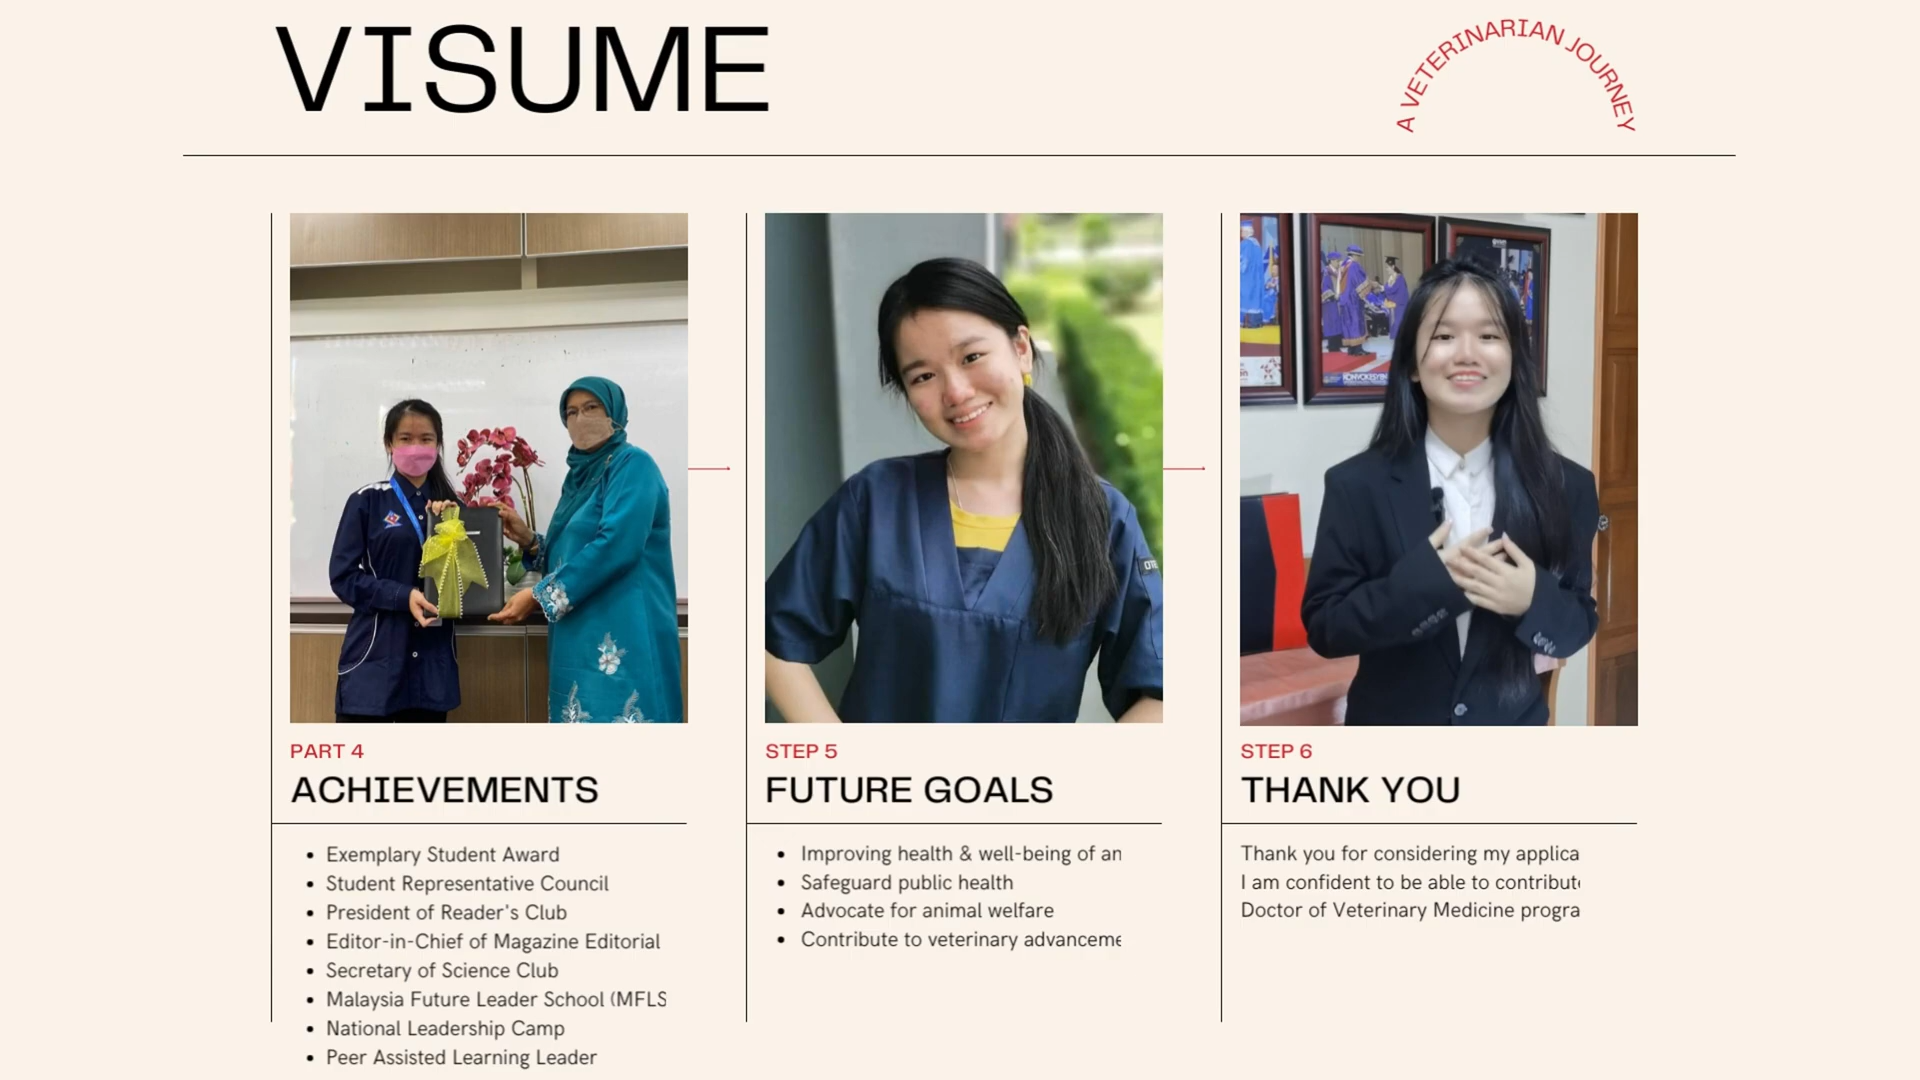 VISUME
A VETERINARIAN JOURNEY
KONVOKESYEN
OTE
PART 4
ACHIEVEMENTS
Exemplary Student Award
Student Representative Council
President of Reader's Club
Editor-in-Chief of Magazine Editorial
Secretary of Science Club
Malaysia Future Leader School (MFLS
National Leadership Camp
Peer Assisted Learning Leader
STEP 5
FUTURE GOALS
Improving health & well-being of an
Safeguard public health
Advocate for animal welfare
Contribute to veterinary advanceme
STEP 6
THANK YOU
Thank you for considering my applica
I am confident to be able to contribute
Doctor of Veterinary Medicine progra